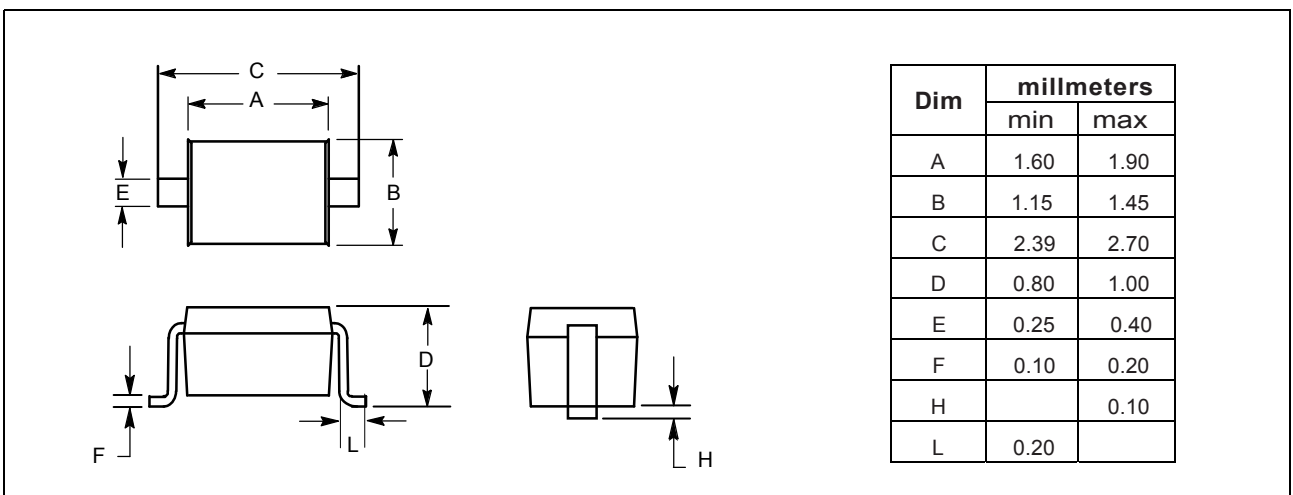 C
A
E
B
D
F
L
H
Dim millmeters
min max
A 1.60 1.90
B 1.15 1.45
C 2.39 2.70
D 0.80 1.00
E 0.25 0.40
F 0.10 0.20
H 0.10
L 0.20